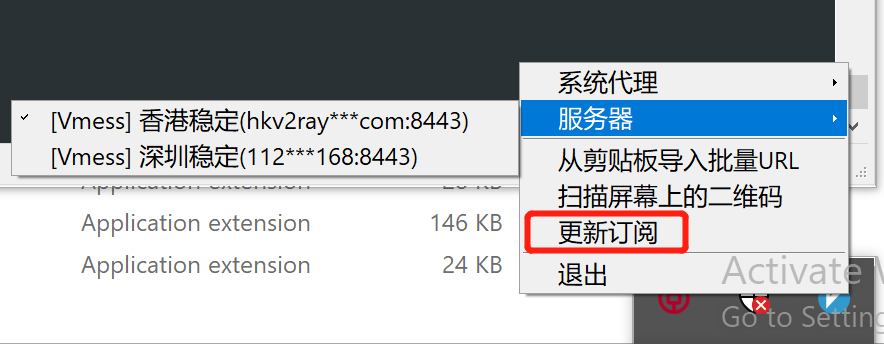 系统代理
服务器
[Vmess] 香港稳定(hkv2ray***com:8443)
[Vmess] 深圳稳定(112***168:8443)
从剪贴板导入批量URL
扫描屏幕上的二维码
更新订阅
退出
Application extension
Application extension 146 KB
Application extension 24 KB
Activate
Go to Setting